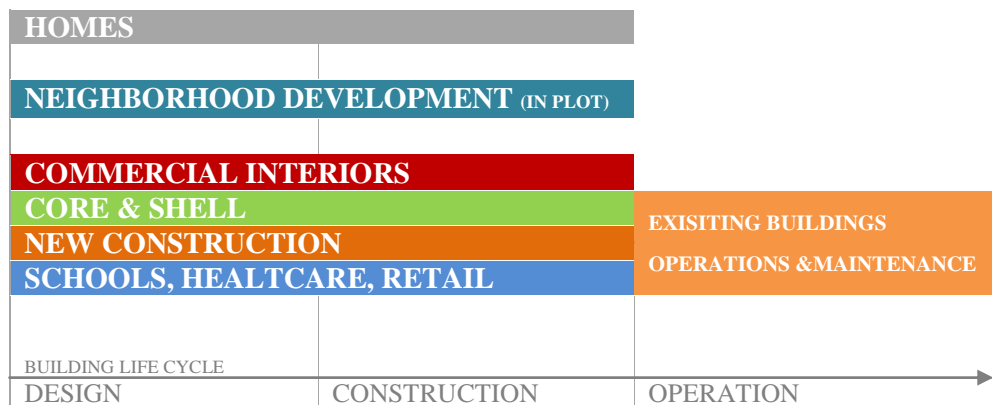 HOMES
NEIGHBORHOOD DEVELOPMENT (IN PLOT)
COMMERCIAL INTERIORS
CORE & SHELL
NEW CONSTRUCTION
SCHOOLS, HEALTCARE, RETAIL
EXISITING BUILDINGS
OPERATIONS &MAINTENANCE
BUILDING LIFE CYCLE
DESIGN
CONSTRUCTION
OPERATION